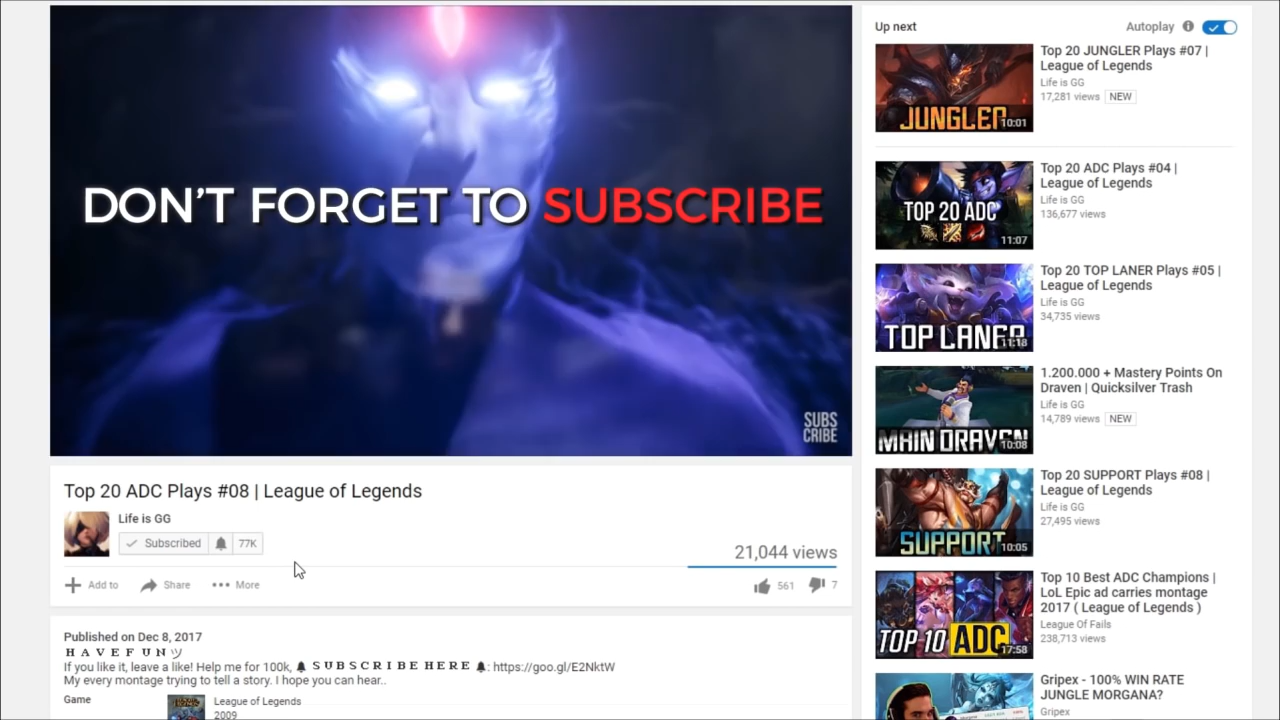 DON'T FORGET TO SUBSCRIBE
SUBS
CRIBE
Top 20 ADC Plays #08 | League of Legends
Life is GG
Subscribed 77K
21,044 views
Add to Share More 561 7
Published on Dec 8, 2017
H A V E F U N ツ
If you like it, leave a like! Help me for 100k, 🔔 S U B S C R I B E H E R E 🔔: https://goo.gl/E2NktW
My every montage trying to tell a story. I hope you can hear..
Game
League of Legends
2009
Up next Autoplay
JUNGLER
10:01
Top 20 JUNGLER Plays #07 |
League of Legends
Life is GG
17,281 views NEW
TOP 20 ADC
11:07
Top 20 ADC Plays #04 |
League of Legends
Life is GG
136,677 views
TOP LANER
11:18
Top 20 TOP LANER Plays #05 |
League of Legends
Life is GG
34,735 views
MAIN DRAVEN
10:08
1.200.000 + Mastery Points On
Draven | Quicksilver Trash
Life is GG
14,789 views NEW
SUPPORT
10:05
Top 20 SUPPORT Plays #08 |
League of Legends
Life is GG
27,495 views
TOP 10 ADC
17:58
Top 10 Best ADC Champions |
LoL Epic ad carries montage
2017 ( League of Legends )
League Of Fails
238,713 views
Gripex - 100% WIN RATE
JUNGLE MORGANA?
Gripex